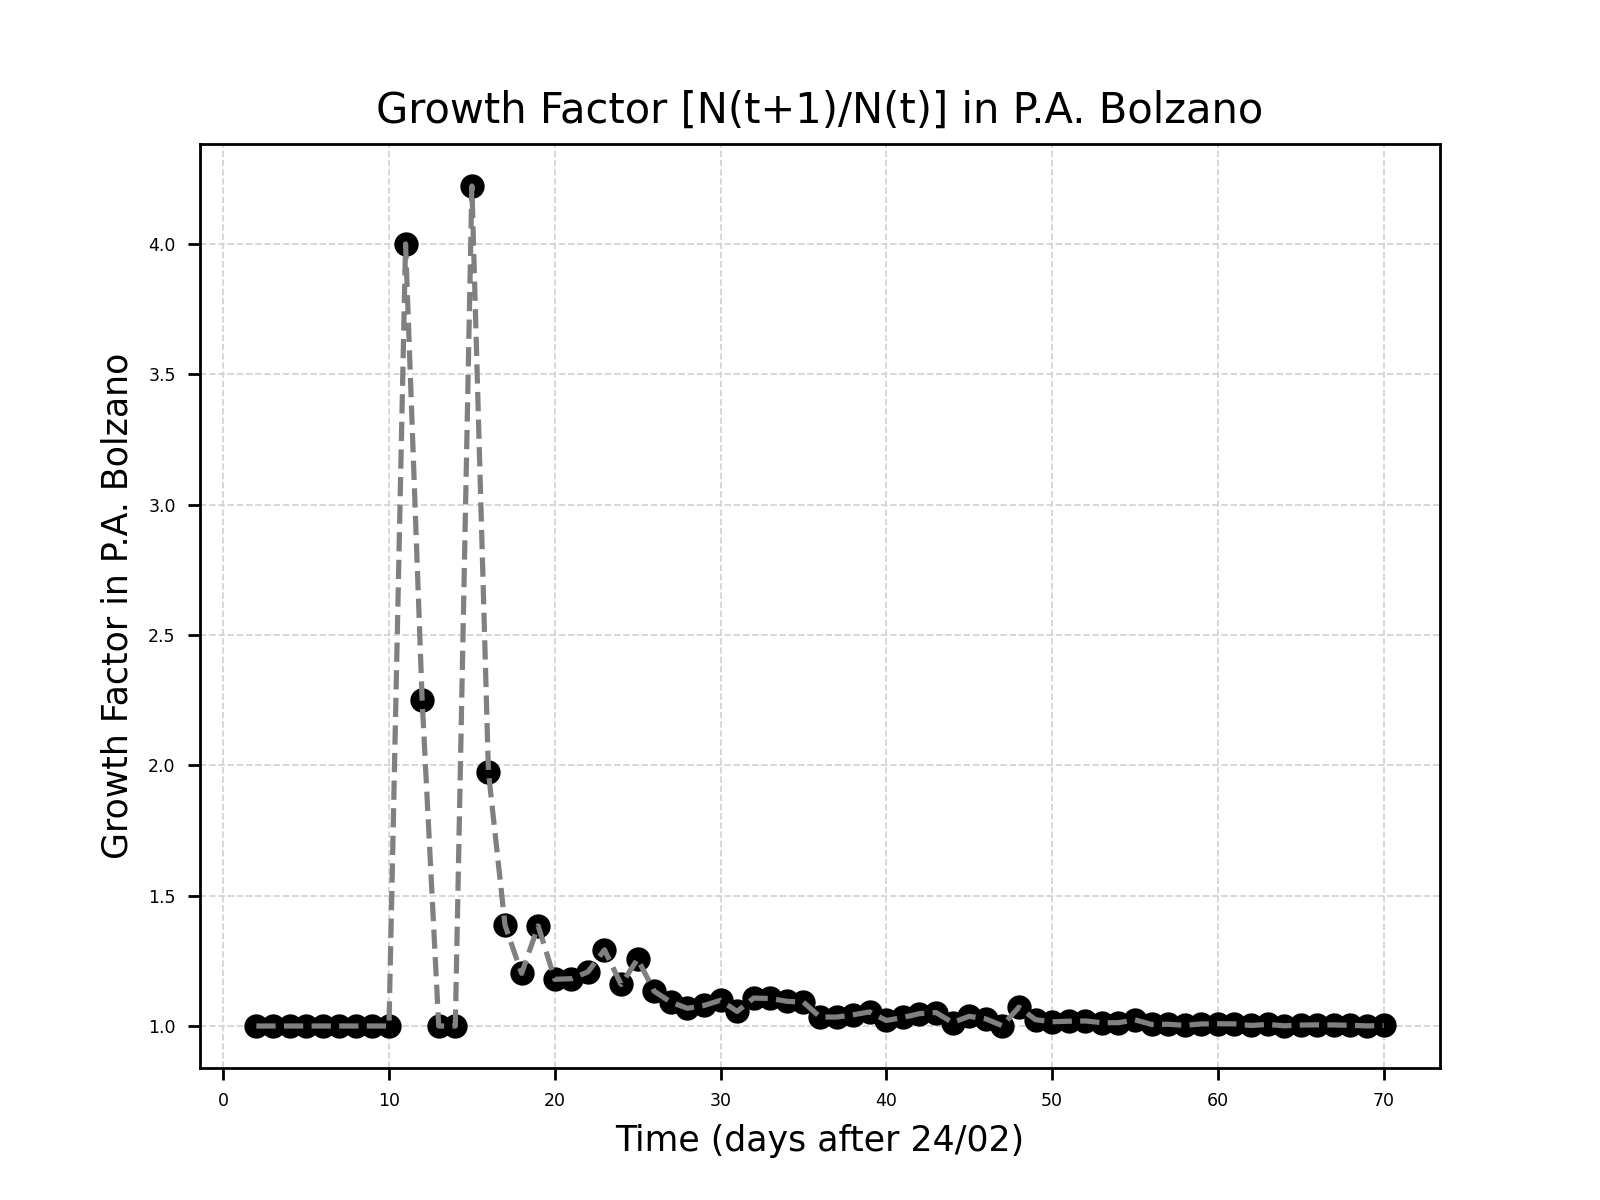 Growth Factor [N(t+1)/N(t)] in P.A. Bolzano
Growth Factor in P.A. Bolzano
4.0
3.5
3.0
2.5
2.0
1.5
1.0
0 10 20 30 40 50 60 70
Time (days after 24/02)